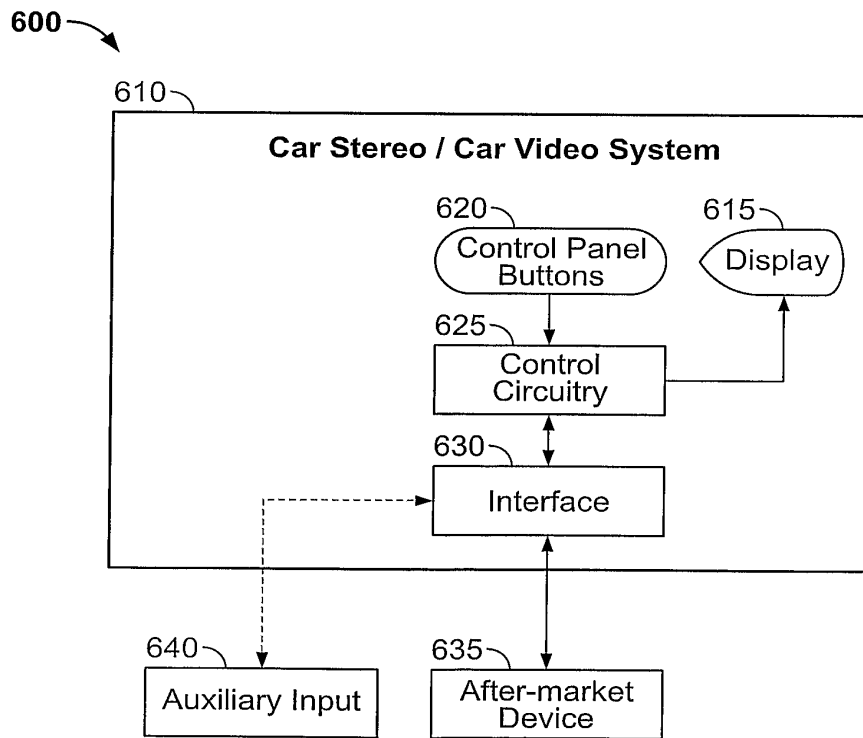 600
610
Car Stereo / Car Video System
620
615
Control Panel
Buttons
Display
625
Control
Circuitry
630
Interface
640
635
Auxiliary Input
After-market
Device